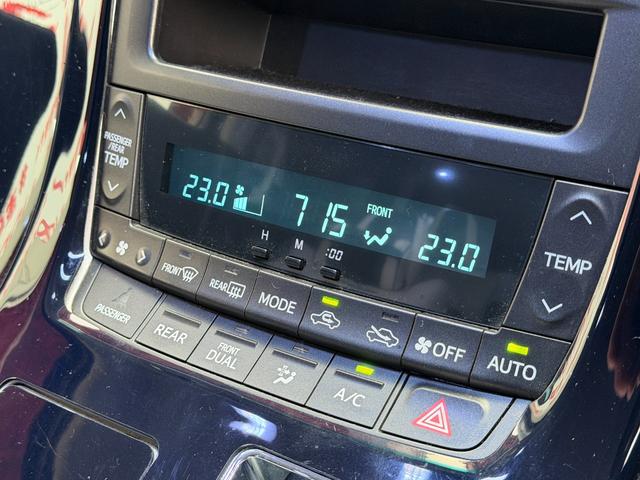 PASSENGER
/REAR
TEMP
23.0
7 15
FRONT
23.0
H
M
:00
TEMP
FRONT
REAR
MODE
OFF
AUTO
PASSENGER
REAR
FRONT
DUAL
A/C